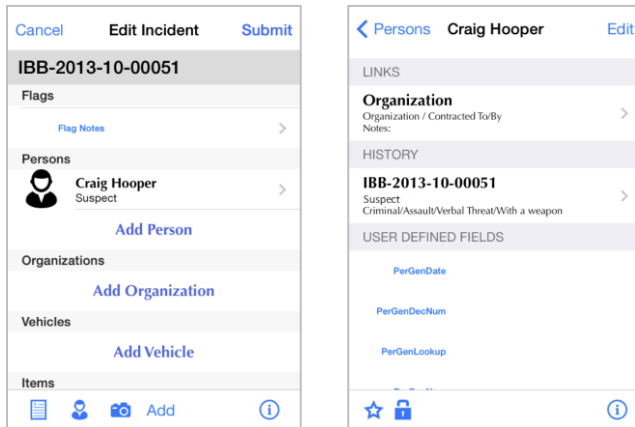 Cancel Edit Incident Submit
IBB-2013-10-00051
Flags
Flag Notes
Persons
Craig Hooper
Suspect
Add Person
Organizations
Add Organization
Vehicles
Add Vehicle
Items
Add
Persons Craig Hooper Edit
LINKS
Organization
Organization / Contracted To/By
Notes:
HISTORY
IBB-2013-10-00051
Suspect
Criminal/Assault/Verbal Threat/With a weapon
USER DEFINED FIELDS
PerGenDate
PerGenDecNum
PerGenLookup